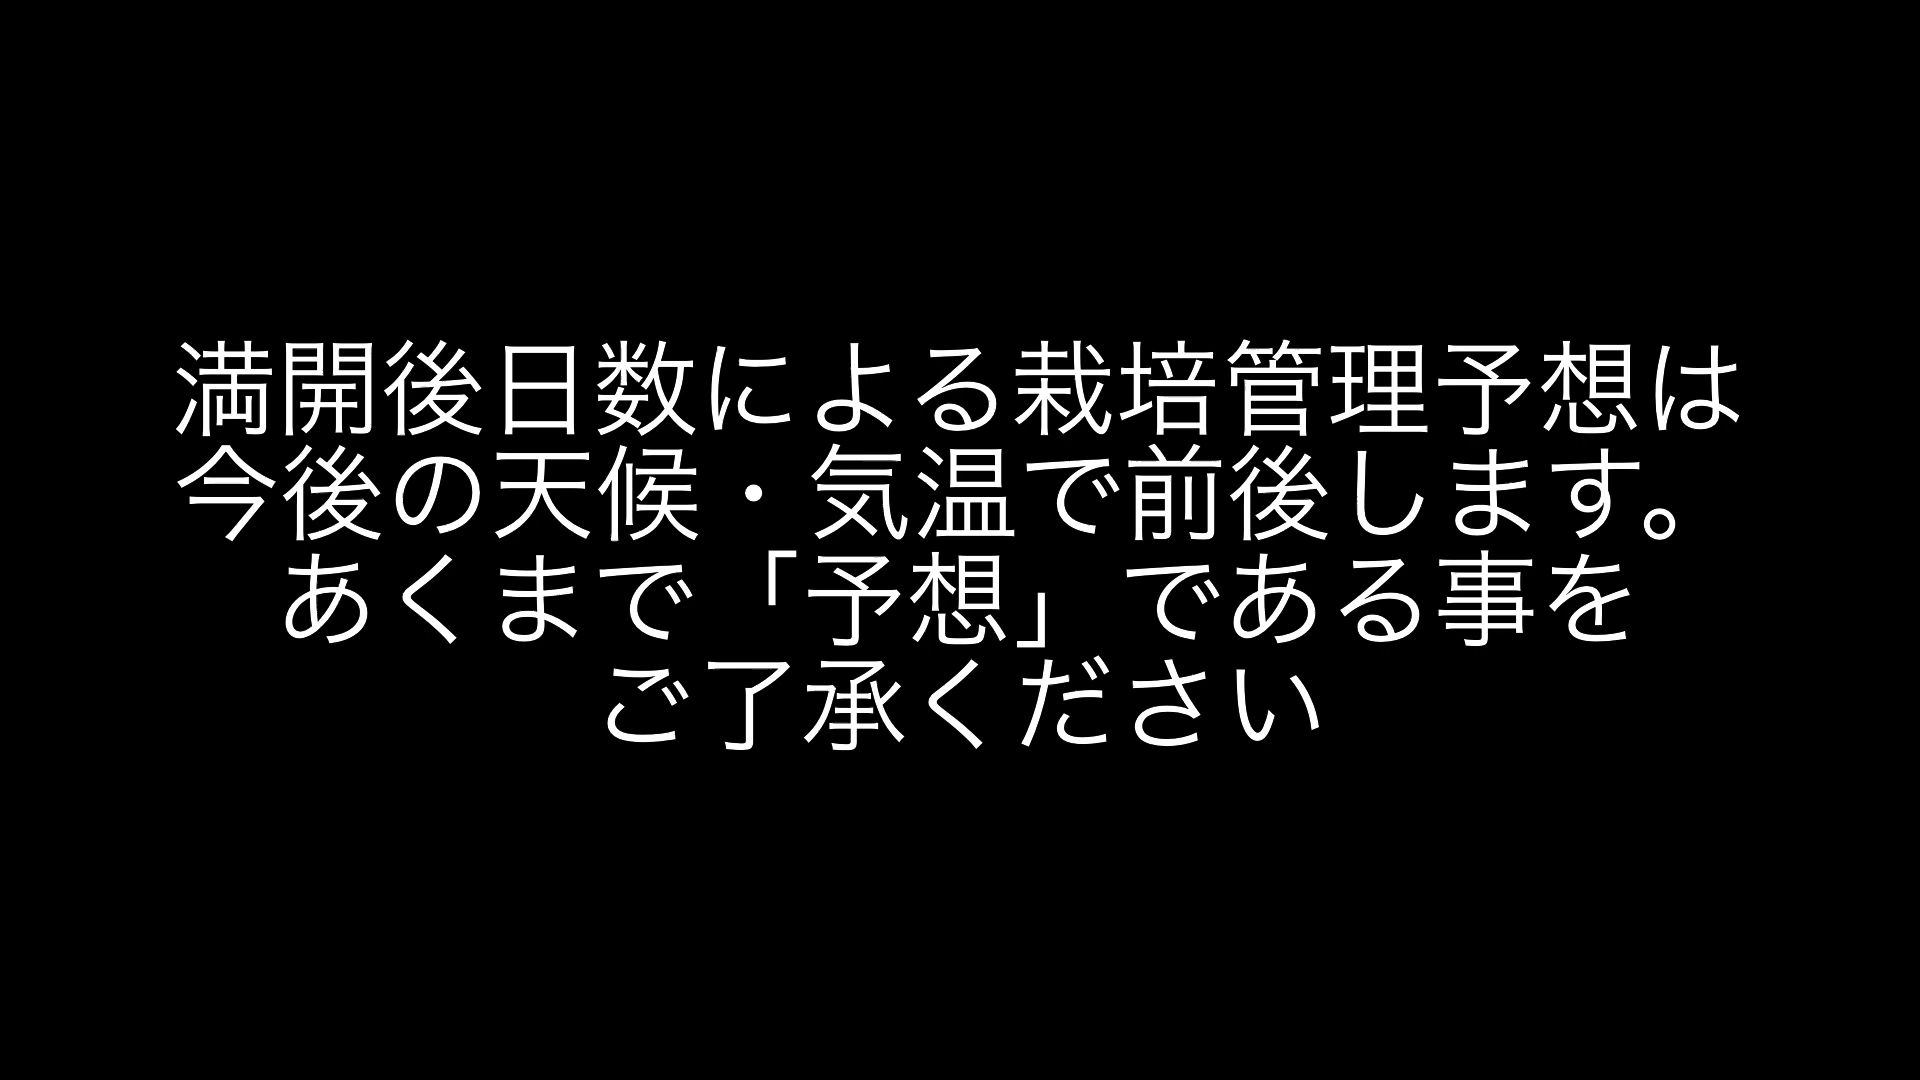 満開後日数による栽培管理予想は
今後の天候・気温で前後します。
あくまで「予想」である事を
ご了承ください